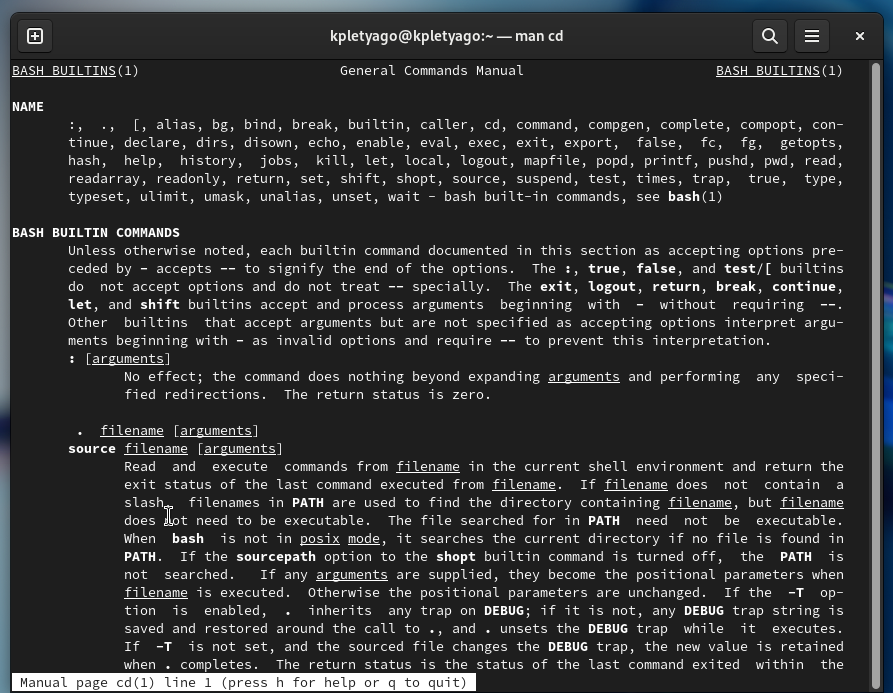 kpletyago@kpletyago:~ — man cd
BASH BUILTINS(1) General Commands Manual BASH BUILTINS(1)
NAME
:, ., [, alias, bg, bind, break, builtin, caller, cd, command, compgen, complete, compopt, con-
tinue, declare, dirs, disown, echo, enable, eval, exec, exit, export, false, fc, fg, getopts,
hash, help, history, jobs, kill, let, local, logout, mapfile, popd, printf, pushd, pwd, read,
readarray, readonly, return, set, shift, shopt, source, suspend, test, times, trap, true, type,
typeset, ulimit, umask, unalias, unset, wait - bash built-in commands, see bash(1)
BASH BUILTIN COMMANDS
Unless otherwise noted, each builtin command documented in this section as accepting options pre-
ceded by - accepts -- to signify the end of the options. The :, true, false, and test/[ builtins
do not accept options and do not treat -- specially. The exit, logout, return, break, continue,
let, and shift builtins accept and process arguments beginning with - without requiring --.
Other builtins that accept arguments but are not specified as accepting options interpret argu-
ments beginning with - as invalid options and require -- to prevent this interpretation.
: [arguments]
No effect; the command does nothing beyond expanding arguments and performing any speci-
fied redirections. The return status is zero.
. filename [arguments]
source filename [arguments]
Read and execute commands from filename in the current shell environment and return the
exit status of the last command executed from filename. If filename does not contain a
slash, filenames in PATH are used to find the directory containing filename, but filename
does not need to be executable. The file searched for in PATH need not be executable.
When bash is not in posix mode, it searches the current directory if no file is found in
PATH. If the sourcepath option to the shopt builtin command is turned off, the PATH is
not searched. If any arguments are supplied, they become the positional parameters when
filename is executed. Otherwise the positional parameters are unchanged. If the -T op-
tion is enabled, . inherits any trap on DEBUG; if it is not, any DEBUG trap string is
saved and restored around the call to ., and . unsets the DEBUG trap while it executes.
If -T is not set, and the sourced file changes the DEBUG trap, the new value is retained
when . completes. The return status is the status of the last command exited within the
Manual page cd(1) line 1 (press h for help or q to quit)